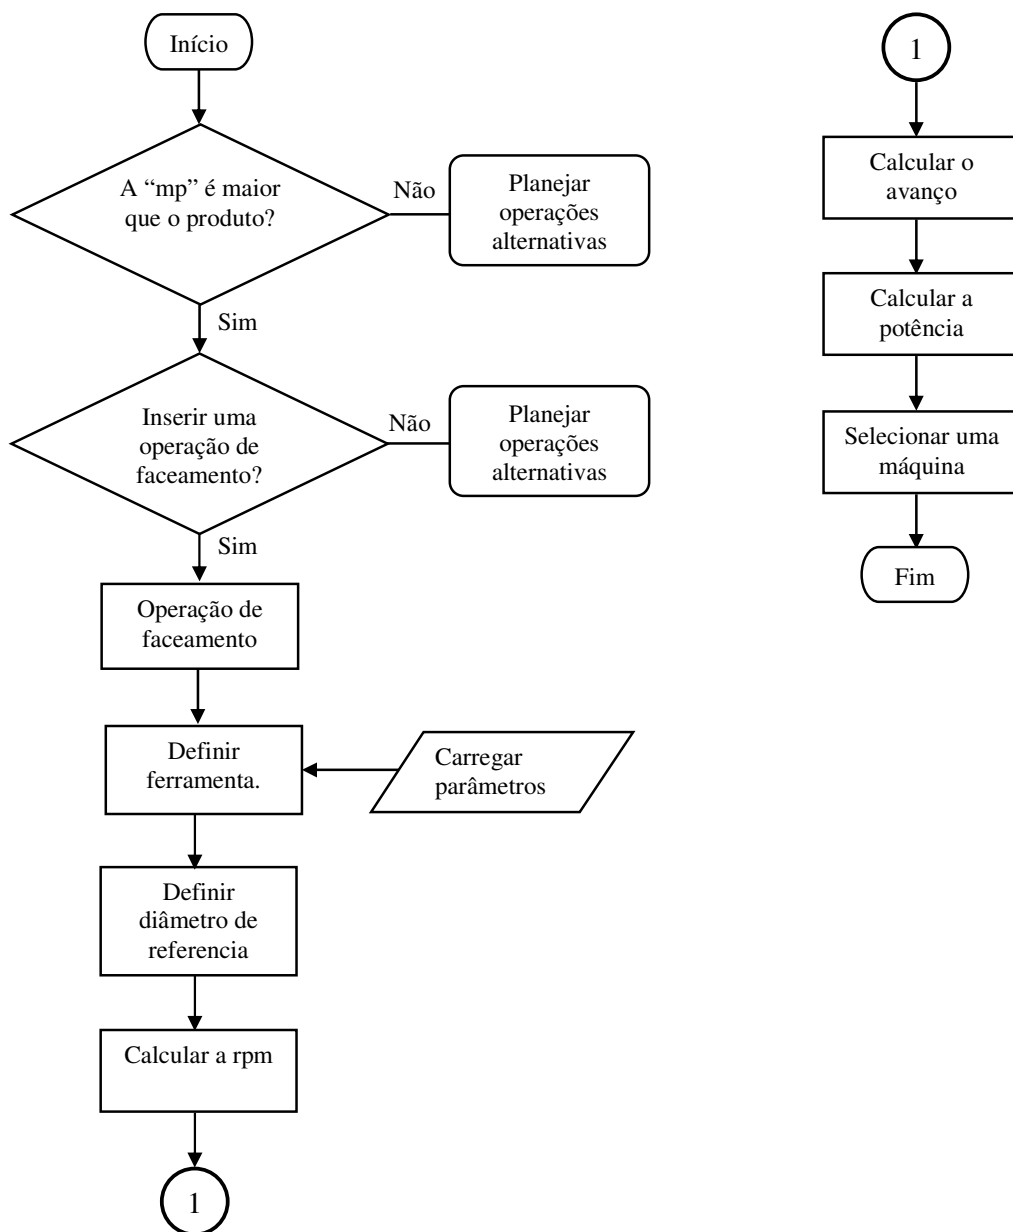 Início
A “mp” é maior
que o produto?
Não
Planejar
operações
alternativas
Sim
Inserir uma
operação de
faceamento?
Não
Planejar
operações
alternativas
Sim
Operação de
faceamento
Definir
ferramenta.
Carregar
parâmetros
Definir
diâmetro de
referencia
Calcular a rpm
1
1
Calcular o
avanço
Calcular a
potência
Selecionar uma
máquina
Fim